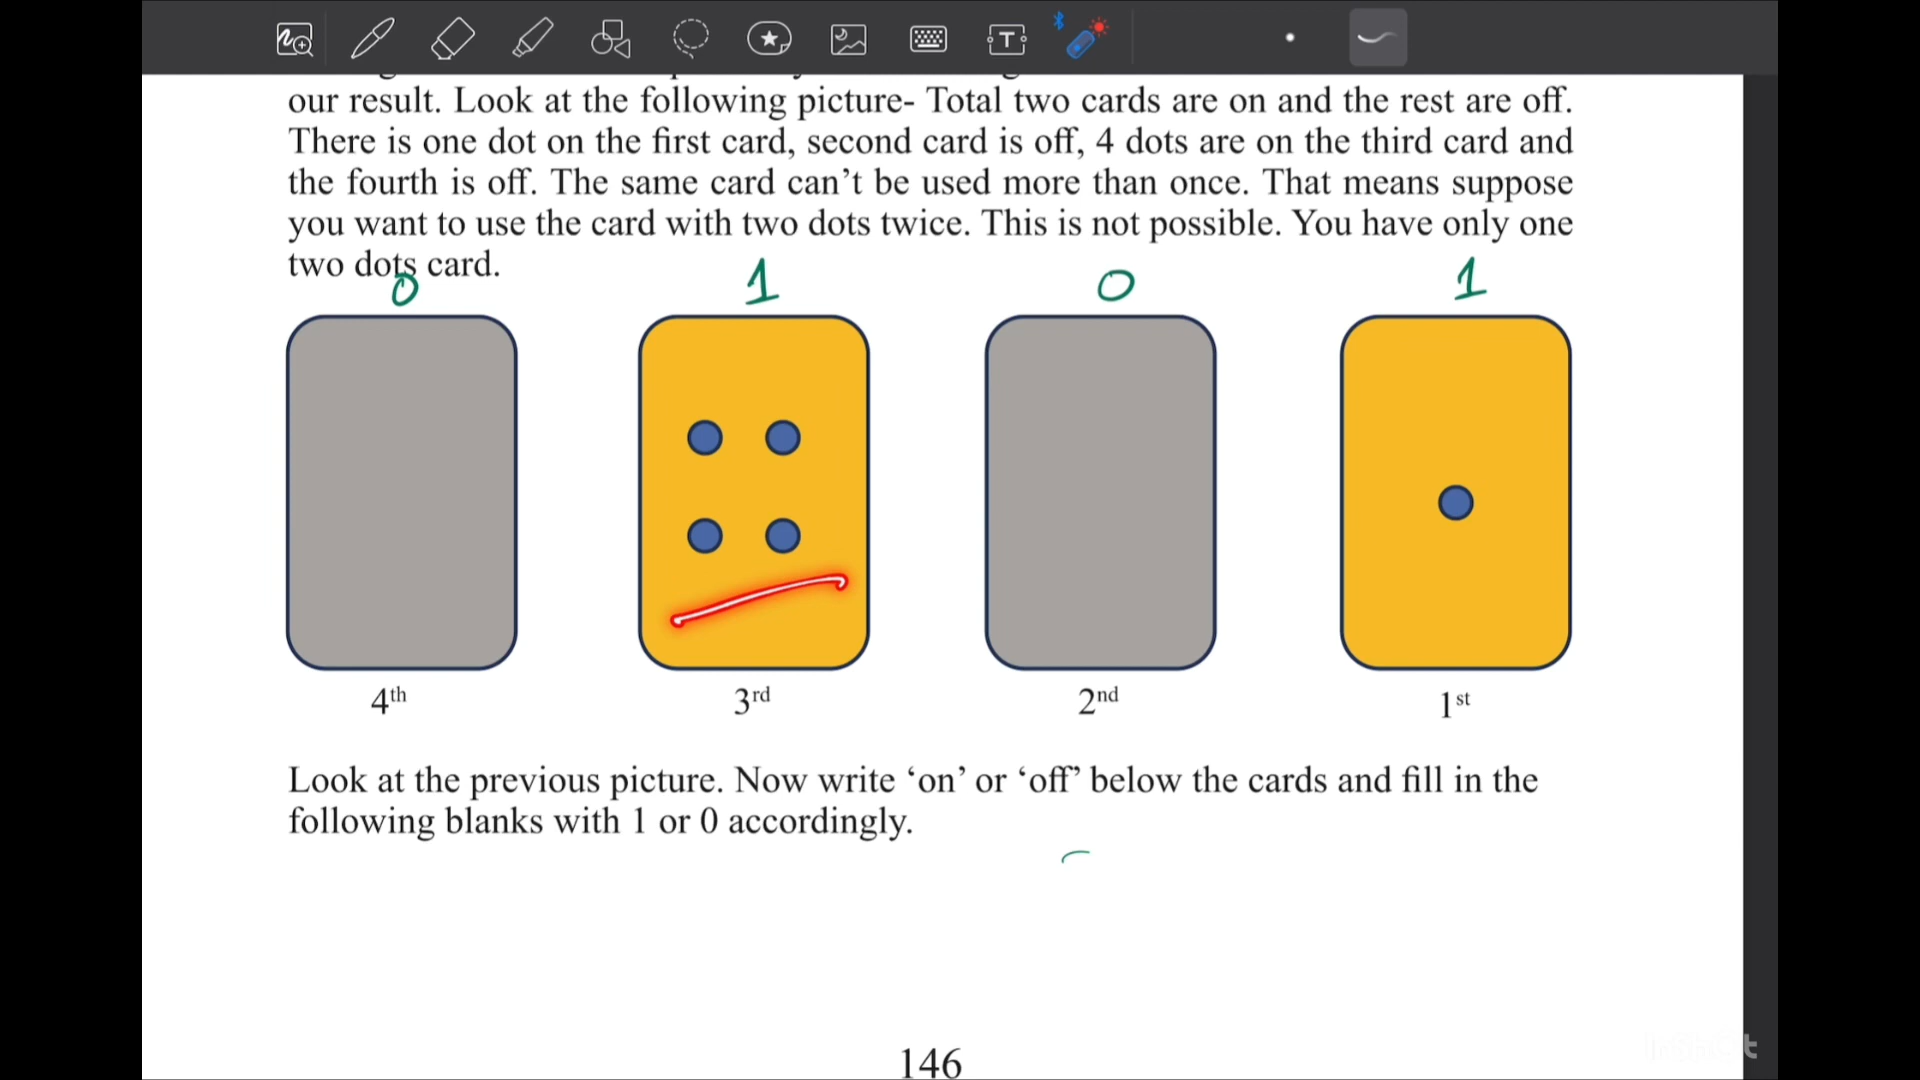 our result. Look at the following picture- Total two cards are on and the rest are off.
There is one dot on the first card, second card is off, 4 dots are on the third card and
the fourth is off. The same card can’t be used more than once. That means suppose
you want to use the card with two dots twice. This is not possible. You have only one
two dots card.
0 1 0 1
4th 3rd 2nd 1st
Look at the previous picture. Now write ‘on’ or ‘off’ below the cards and fill in the
following blanks with 1 or 0 accordingly.
146